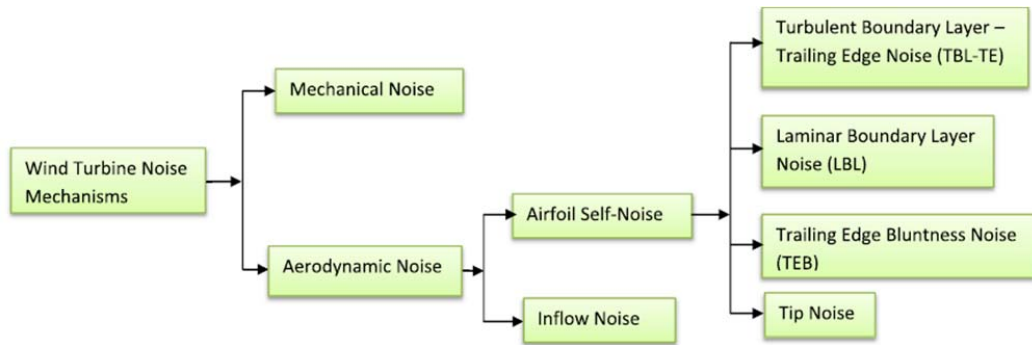 Wind Turbine Noise
Mechanisms
Mechanical Noise
Aerodynamic Noise
Airfoil Self-Noise
Inflow Noise
Turbulent Boundary Layer –
Trailing Edge Noise (TBL-TE)
Laminar Boundary Layer
Noise (LBL)
Trailing Edge Bluntness Noise
(TEB)
Tip Noise